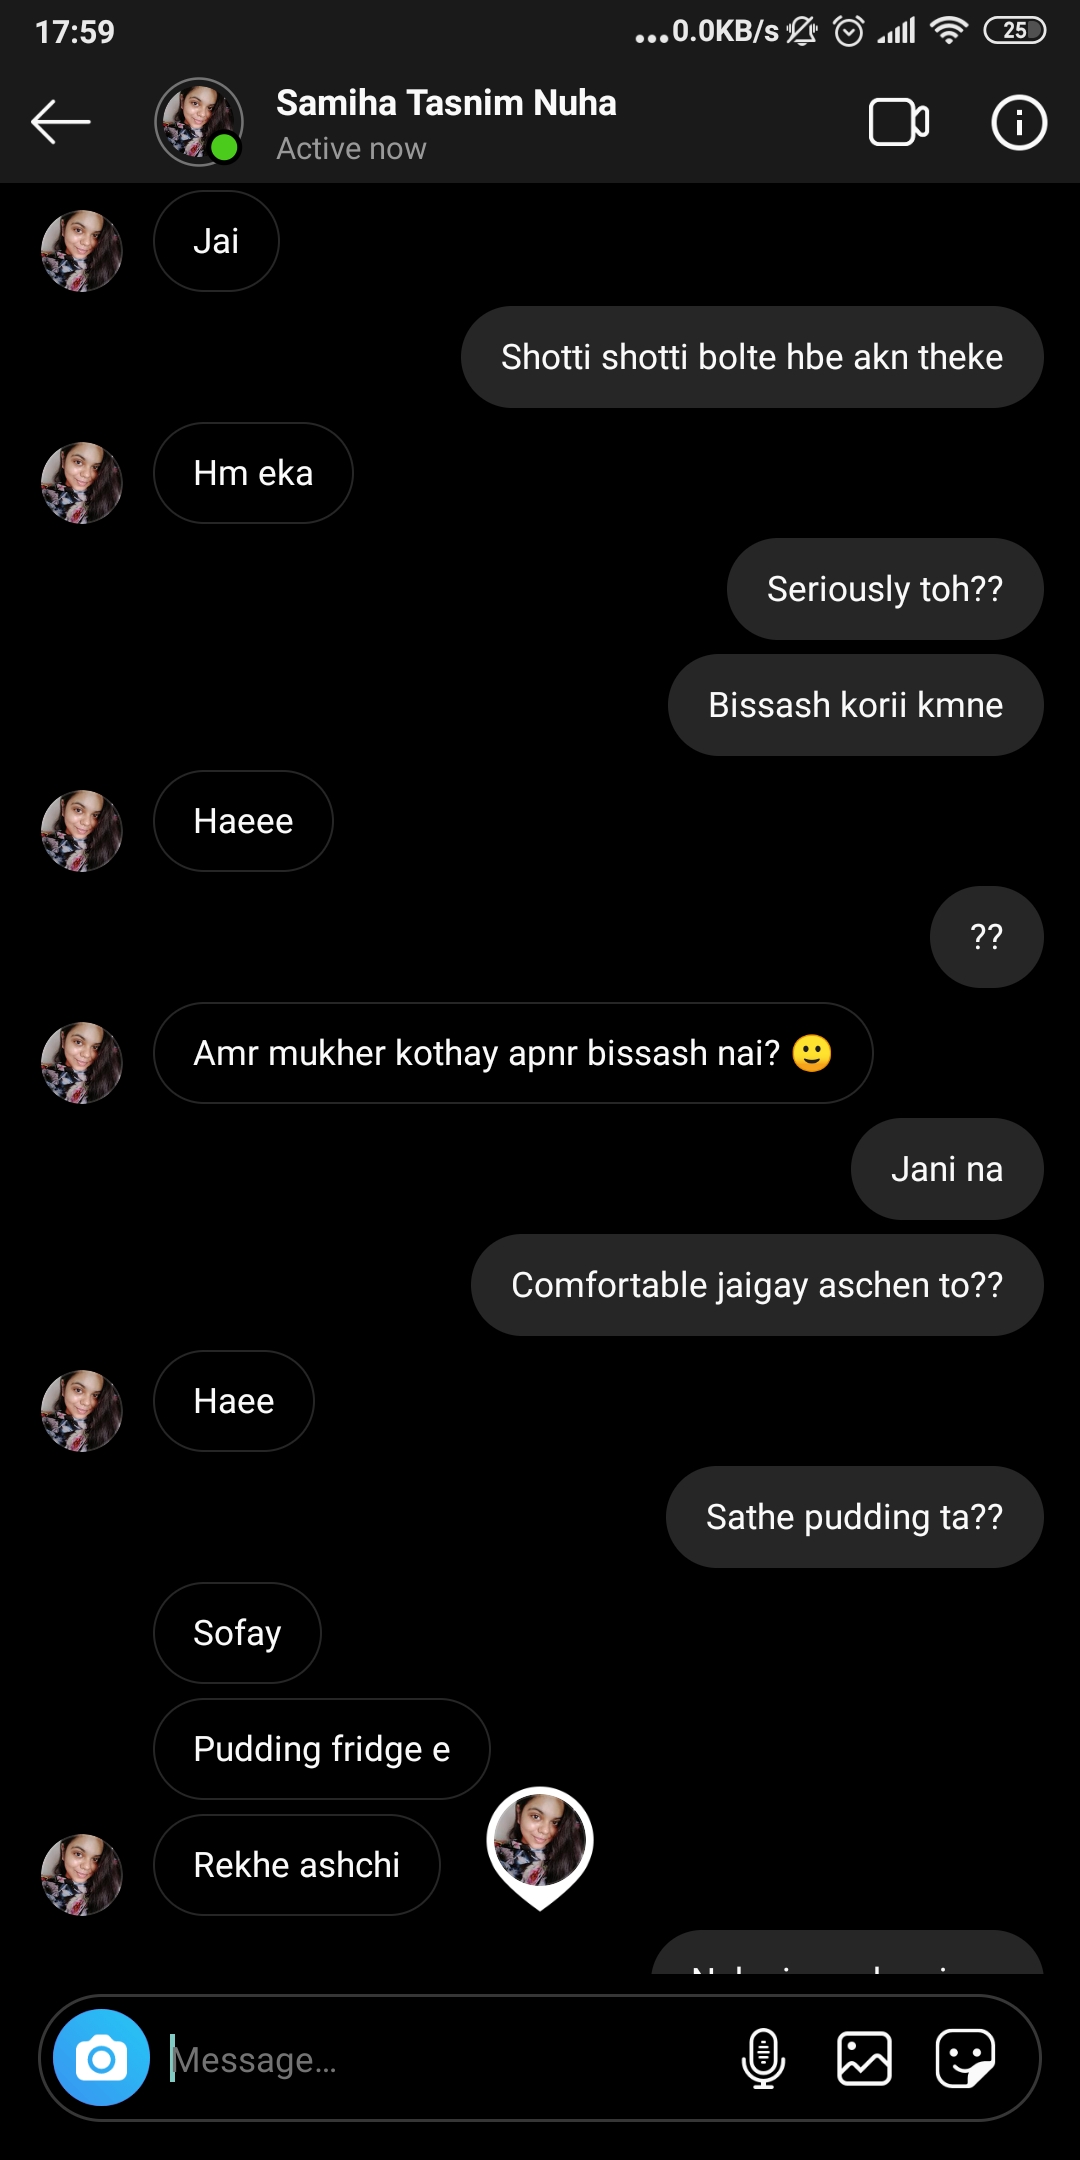 17:59
...0.0KB/s
25
Samiha Tasnim Nuha
Active now
Jai
Shotti shotti bolte hbe akn theke
Hm eka
Seriously toh??
Bissash korii kmne
Haeee
??
Amr mukher kothay apnr bissash nai? 🙂
Jani na
Comfortable jaigay aschen to??
Haee
Sathe pudding ta??
Sofay
Pudding fridge e
Rekhe ashchi
Message...